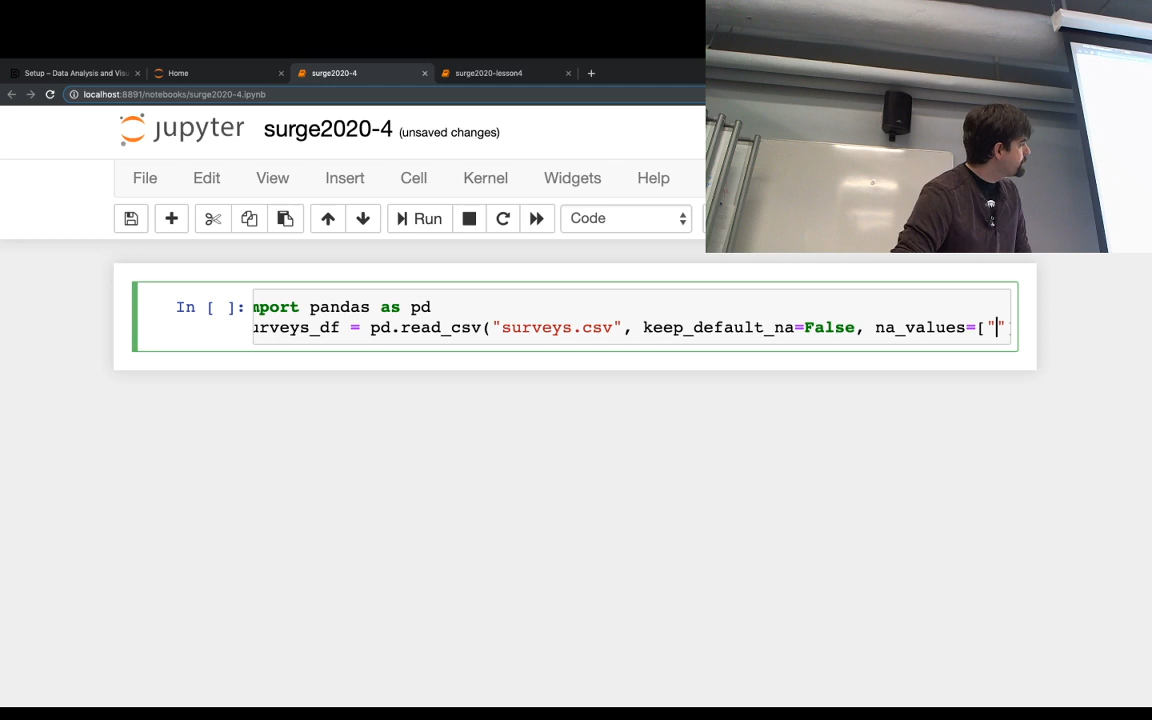 Setup – Data Analysis and Visu
Home
surge2020-4
surge2020-lesson4
localhost:8891/notebooks/surge2020-4.ipynb
jupyter surge2020-4 (unsaved changes)
File Edit View Insert Cell Kernel Widgets Help
Run Code
In [ ]:
mport pandas as pd
urveys_df = pd.read_csv("surveys.csv", keep_default_na=False, na_values=[""